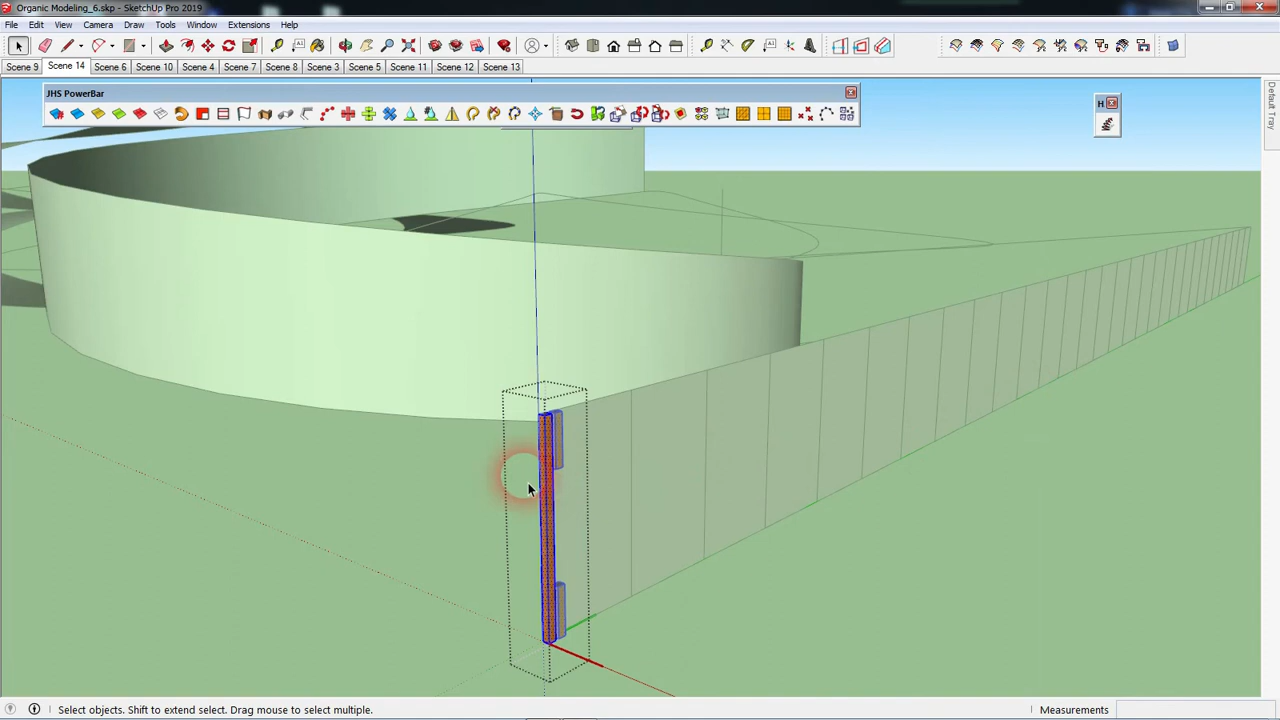 Organic Modeling_6.skp - SketchUp Pro 2019
File Edit View Camera Draw Tools Window Extensions Help
Scene 9 Scene 14 Scene 6 Scene 10 Scene 4 Scene 7 Scene 8 Scene 3 Scene 5 Scene 11 Scene 12 Scene 13
JHS PowerBar
H
Default Tray
Select objects. Shift to extend select. Drag mouse to select multiple.
Measurements